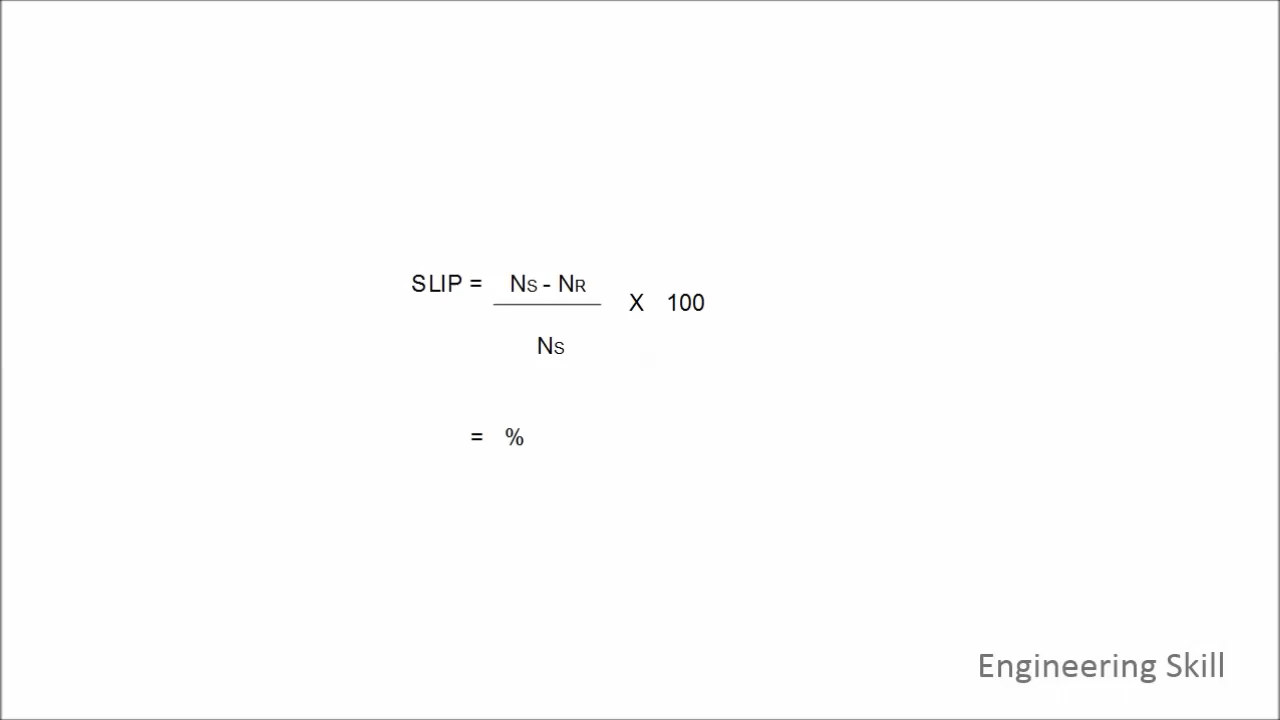 SLIP = NS - NR
X 100
NS
= %
Engineering Skill